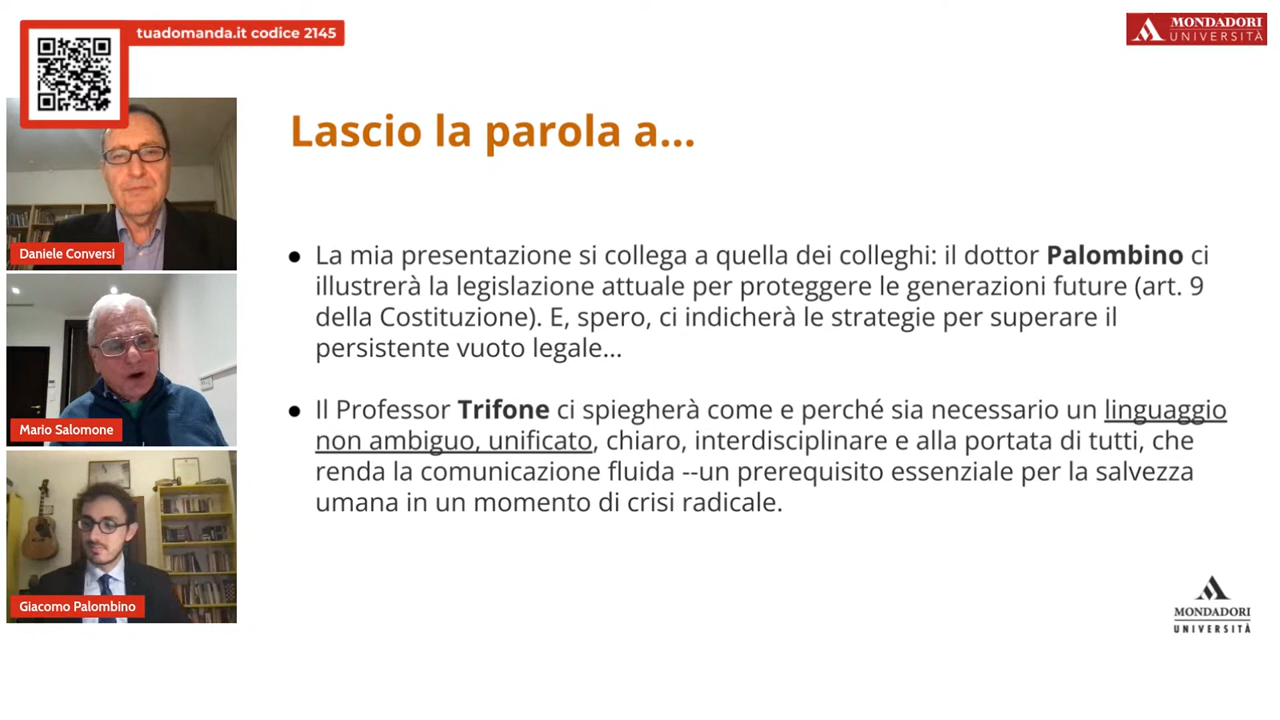 tuadomanda.it codice 2145
MONDADORI
UNIVERSITÀ
Lascio la parola a...
Daniele Conversi
● La mia presentazione si collega a quella dei colleghi: il dottor Palombino ci
illustrerà la legislazione attuale per proteggere le generazioni future (art. 9
della Costituzione). E, spero, ci indicherà le strategie per superare il
persistente vuoto legale...
● Il Professor Trifone ci spiegherà come e perché sia necessario un linguaggio
non ambiguo, unificato, chiaro, interdisciplinare e alla portata di tutti, che
renda la comunicazione fluida --un prerequisito essenziale per la salvezza
umana in un momento di crisi radicale.
Mario Salomone
Giacomo Palombino
MONDADORI
UNIVERSITÀ